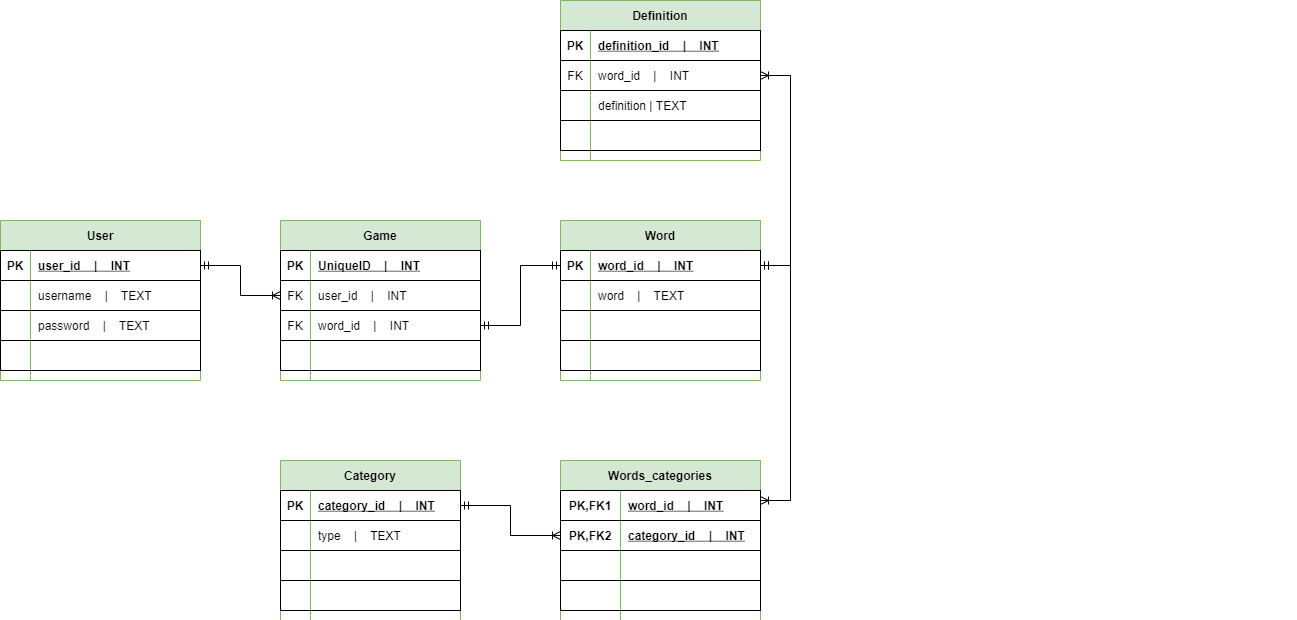 Definition
PK definition_id | INT
FK word_id | INT
definition | TEXT
User
PK user_id | INT
username | TEXT
password | TEXT
Game
PK UniqueID | INT
FK user_id | INT
FK word_id | INT
Word
PK word_id | INT
word | TEXT
Category
PK category_id | INT
type | TEXT
Words_categories
PK,FK1 word_id | INT
PK,FK2 category_id | INT